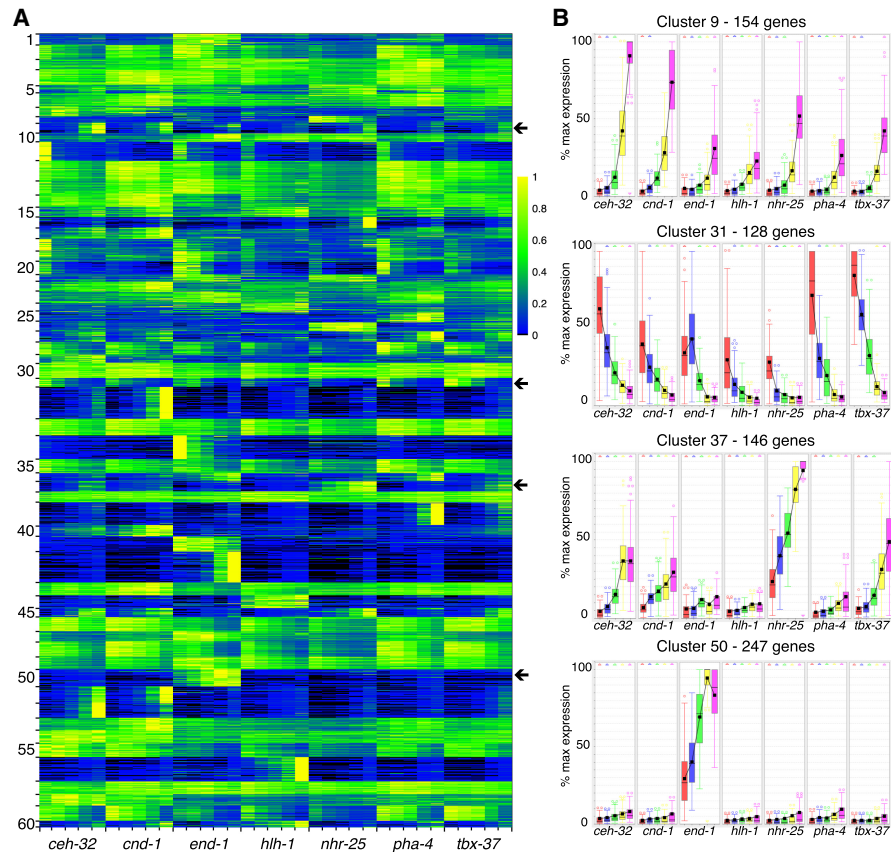 A
1
5
10
15
20
25
30
35
40
45
50
55
60
ceh-32 cnd-1 end-1 hlh-1 nhr-25 pha-4 tbx-37
1
0.8
0.6
0.4
0.2
0
B
Cluster 9 - 154 genes
% max expression
100
50
0
ceh-32 cnd-1 end-1 hlh-1 nhr-25 pha-4 tbx-37
Cluster 31 - 128 genes
% max expression
100
50
0
ceh-32 cnd-1 end-1 hlh-1 nhr-25 pha-4 tbx-37
Cluster 37 - 146 genes
% max expression
100
50
0
ceh-32 cnd-1 end-1 hlh-1 nhr-25 pha-4 tbx-37
Cluster 50 - 247 genes
% max expression
100
50
0
ceh-32 cnd-1 end-1 hlh-1 nhr-25 pha-4 tbx-37